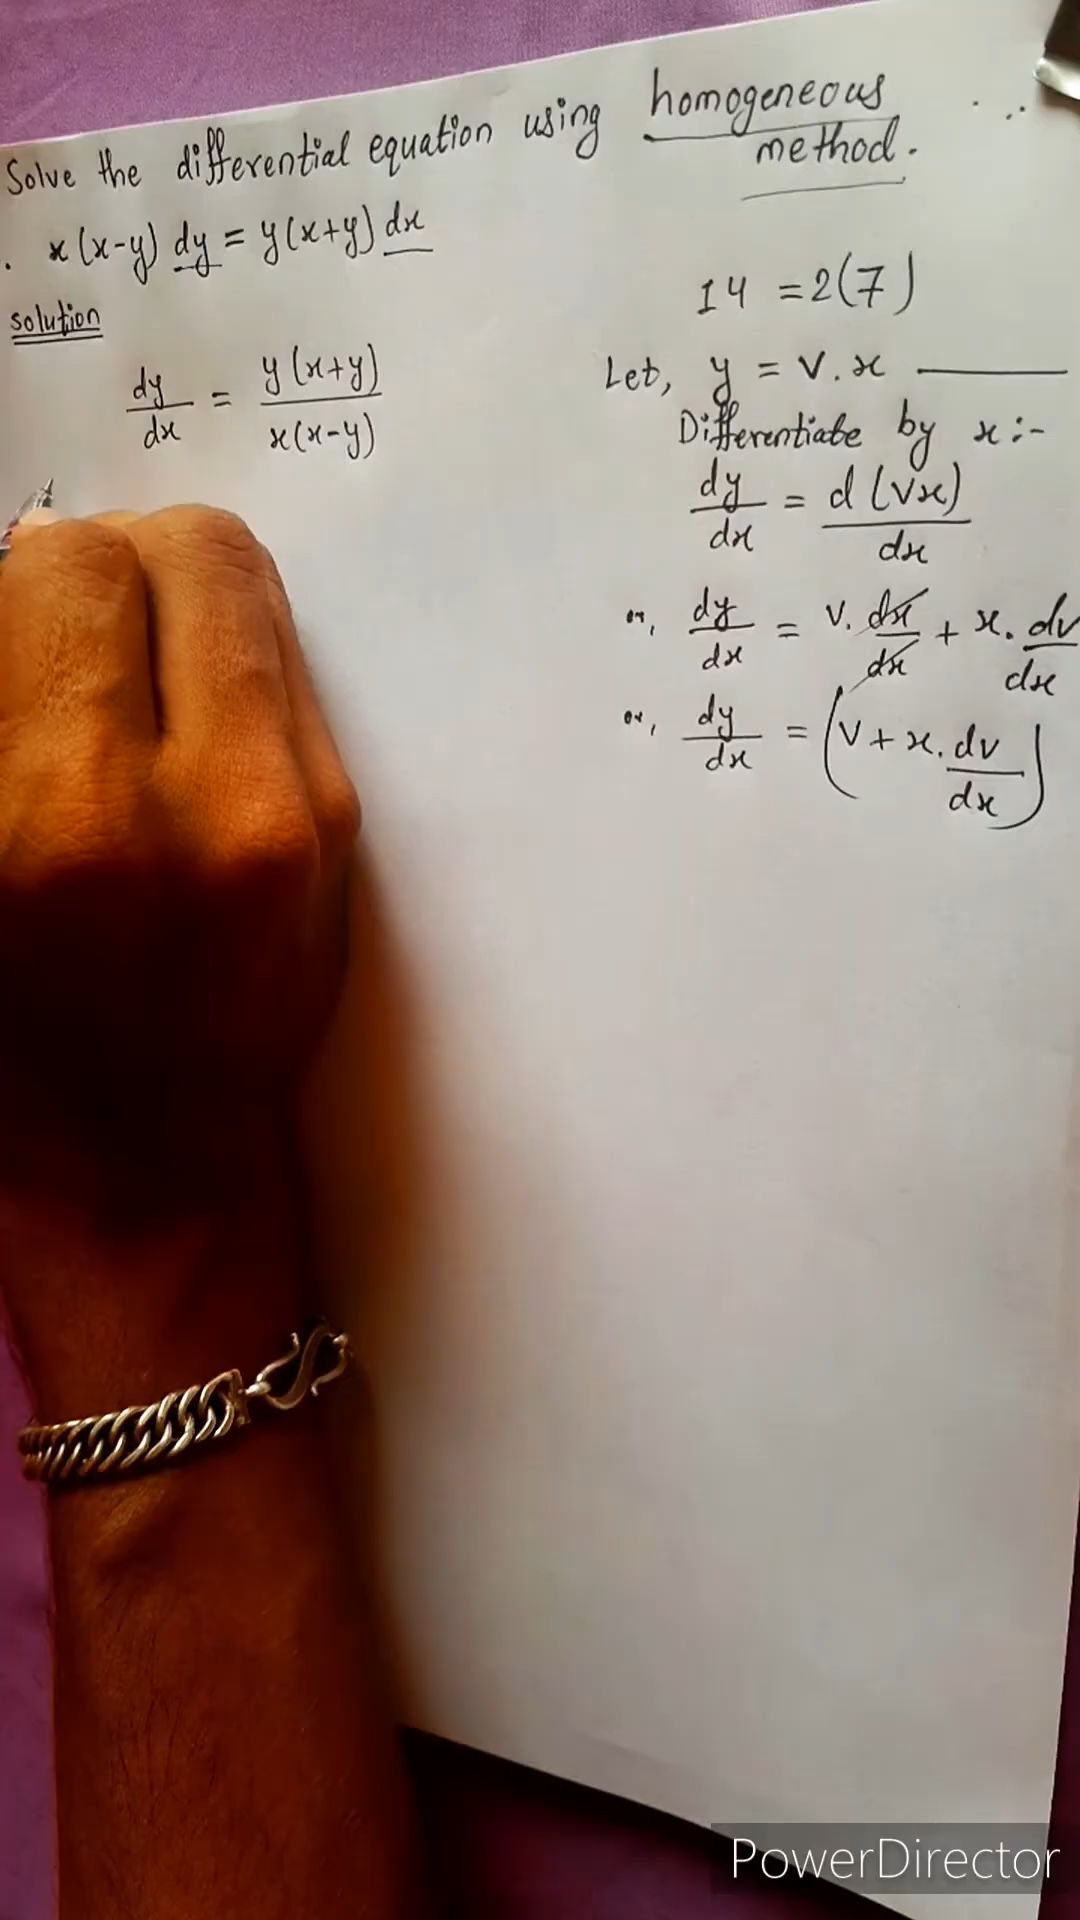 Solve the differential equation using homogeneous
method.
. x(x-y) dy = y(x+y) dx
solution
dy/dx = y(x+y)/x(x-y)
14 = 2(7)
Let, y = v.x
Differentiate by x:-
dy/dx = d(vx)/dx
or, dy/dx = v.dx/dx + x.dv/dx
or, dy/dx = (v + x.dv/dx)
PowerDirector